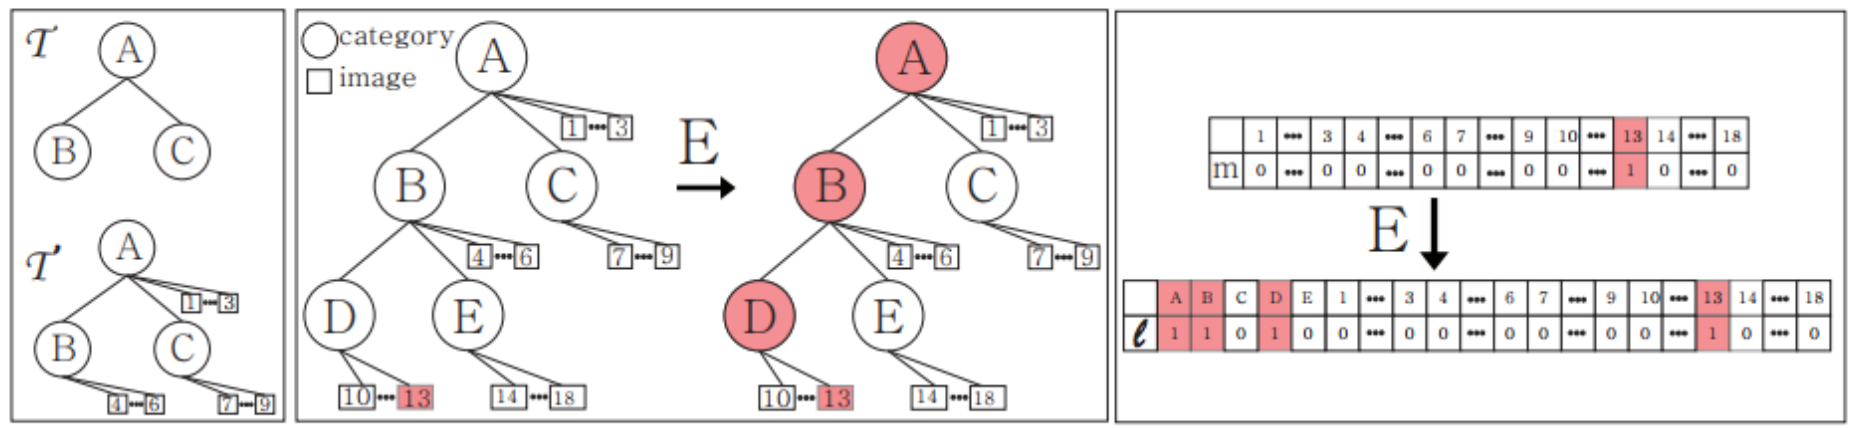 𝒯
A
B C
𝒯'
A
1 ••• 3
B C
4 ••• 6 7 ••• 9
category
image
A
1 ••• 3
B C
4 ••• 6 7 ••• 9
D E
10 ••• 13 14 ••• 18
E
A
1 ••• 3
B C
4 ••• 6 7 ••• 9
D E
10 ••• 13 14 ••• 18
1 ••• 3 4 ••• 6 7 ••• 9 10 ••• 13 14 ••• 18
m 0 ••• 0 0 ••• 0 0 ••• 0 0 ••• 1 0 ••• 0
E
A B C D E 1 ••• 3 4 ••• 6 7 ••• 9 10 ••• 13 14 ••• 18
ℓ 1 1 0 1 0 0 ••• 0 0 ••• 0 0 ••• 0 0 ••• 1 0 ••• 0